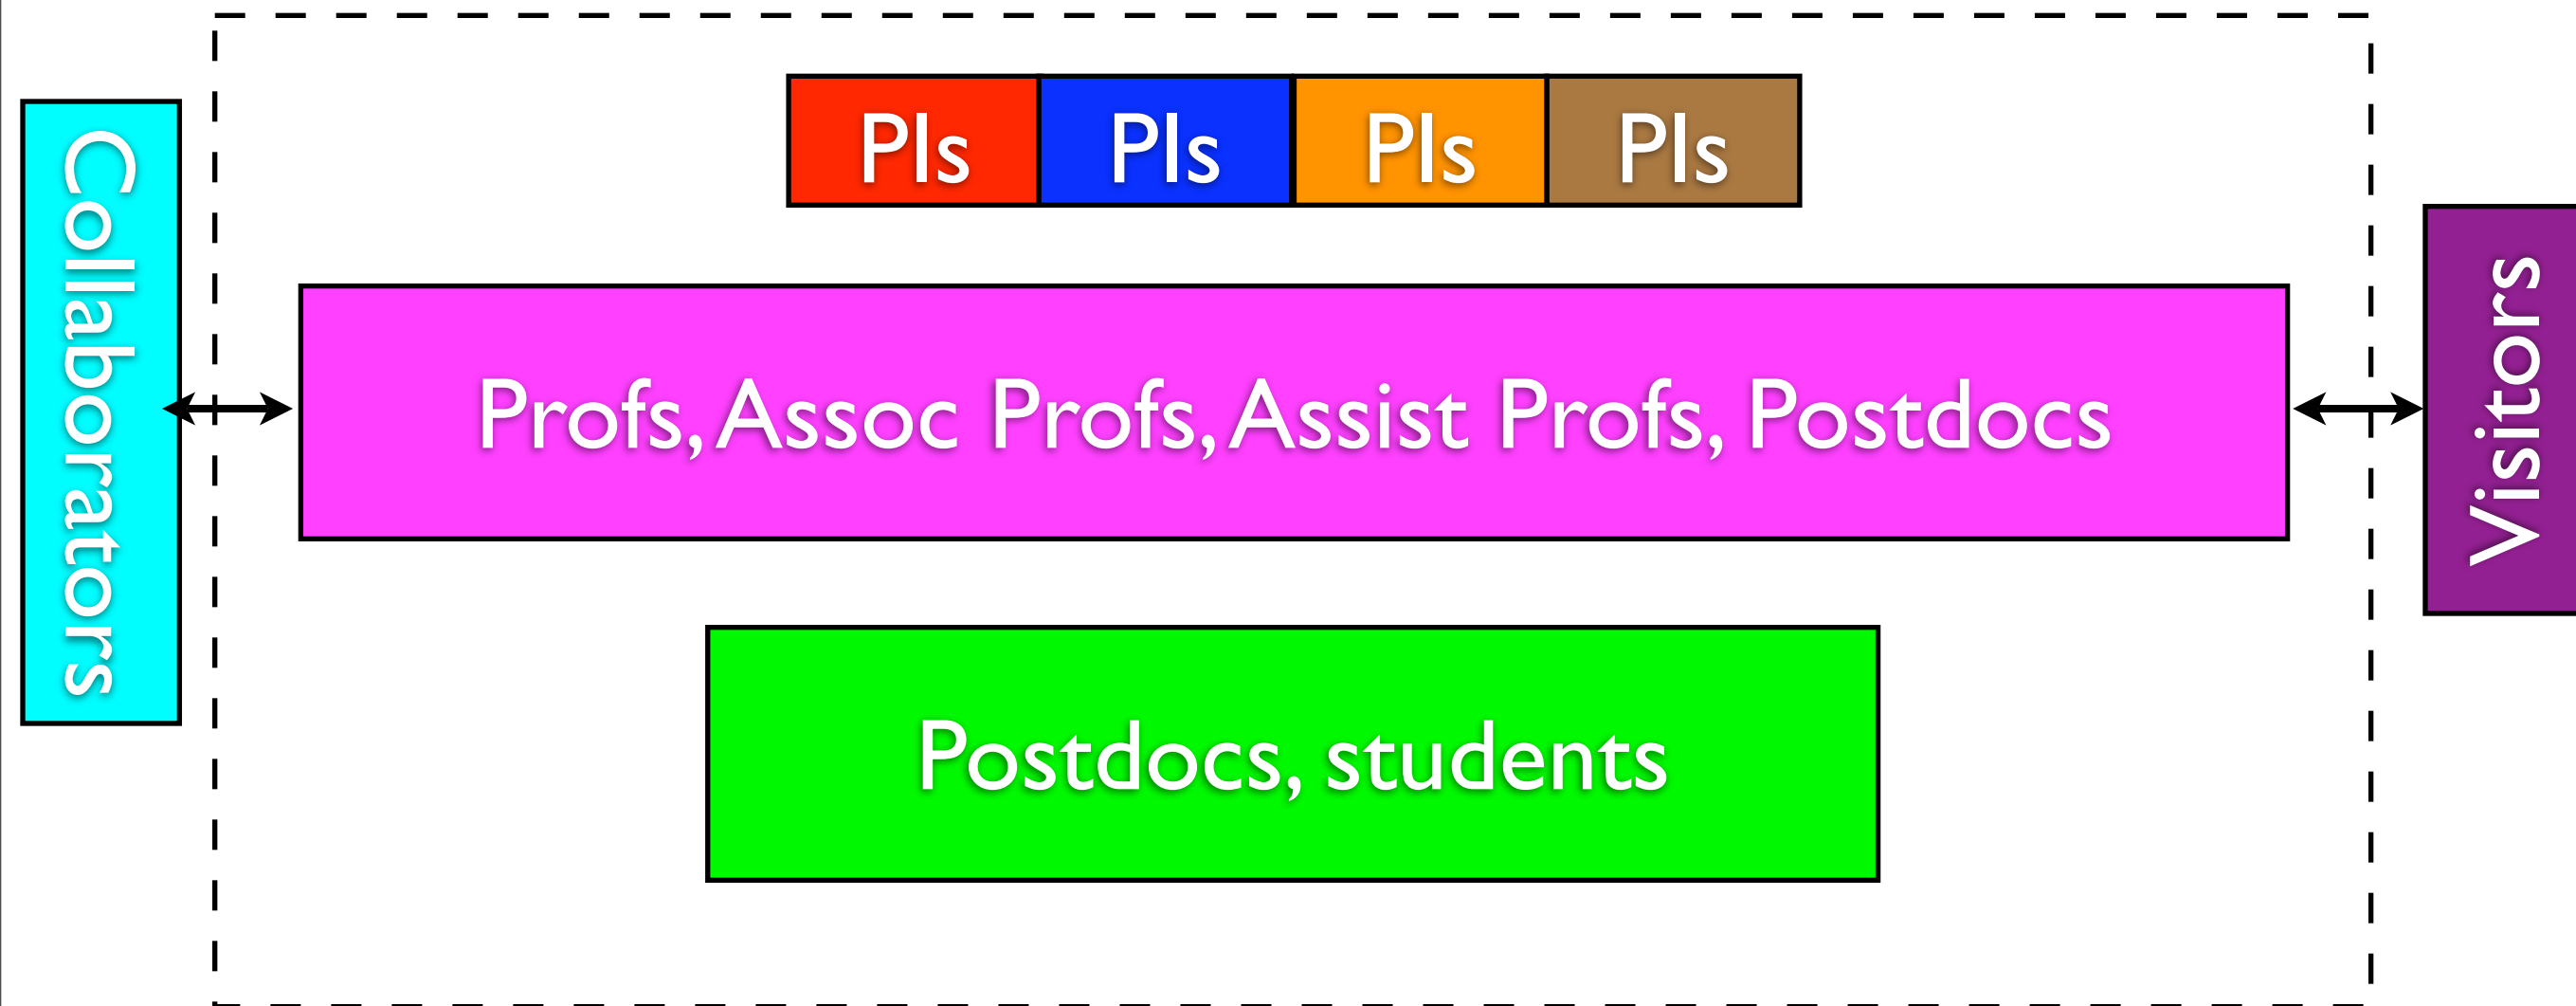 PIs
PIs
PIs
PIs
Collaborators
Profs, Assoc Profs, Assist Profs, Postdocs
Visitors
Postdocs, students